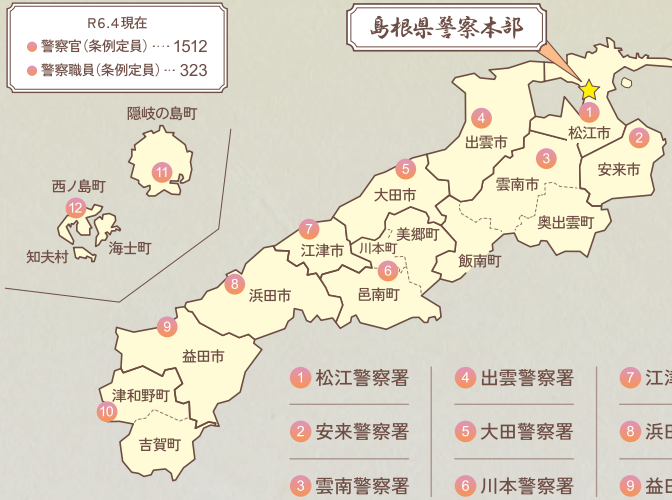 R6.4現在
警察官(条例定員)‥‥1512
警察職員(条例定員)…323
島根県警察本部
隠岐の島町
11
西ノ島町
12
知夫村
海士町
4
出雲市
1
松江市
2
安来市
3
雲南市
奥出雲町
5
大田市
美郷町
飯南町
7
江津市
川本町
6
邑南町
8
浜田市
9
益田市
津和野町
10
吉賀町
1 松江警察署
4 出雲警察署
7 江津
2 安来警察署
5 大田警察署
8 浜田
3 雲南警察署
6 川本警察署
9 益田